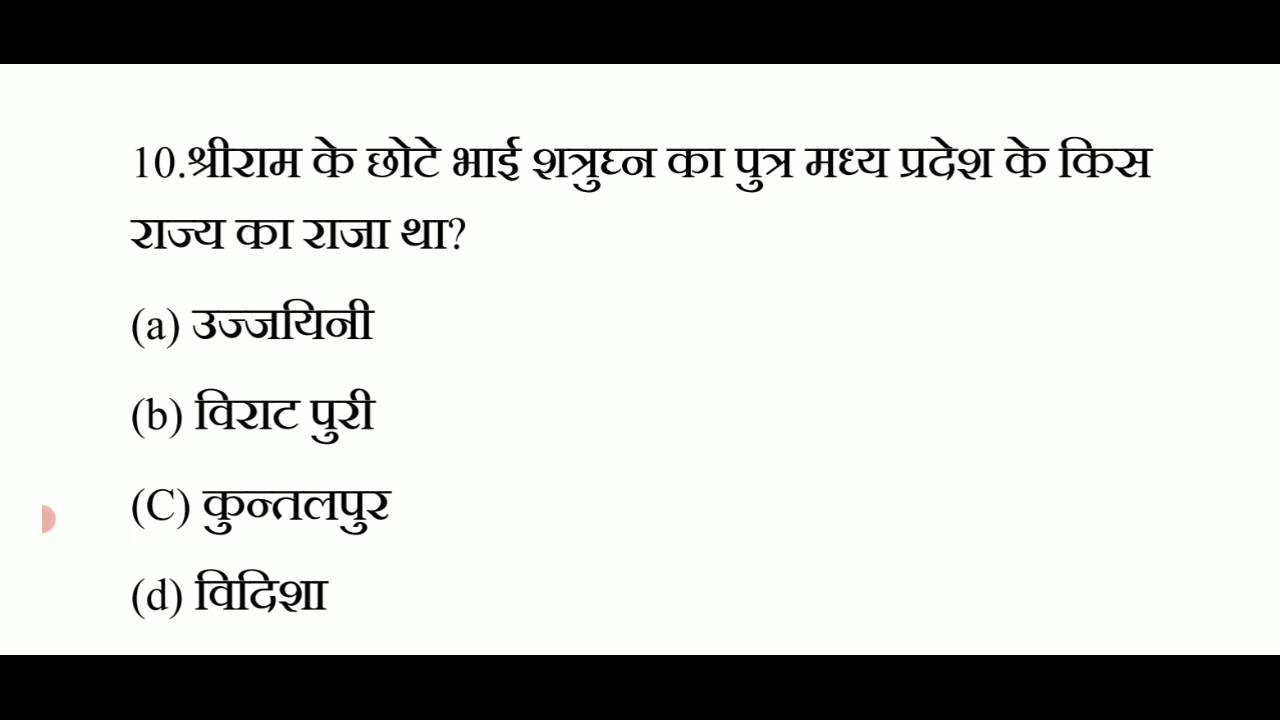 10.श्रीराम के छोटे भाई शत्रुघ्न का पुत्र मध्य प्रदेश के किस
राज्य का राजा था?
(a) उज्जयिनी
(b) विराट पुरी
(C) कुन्तलपुर
(d) विदिशा